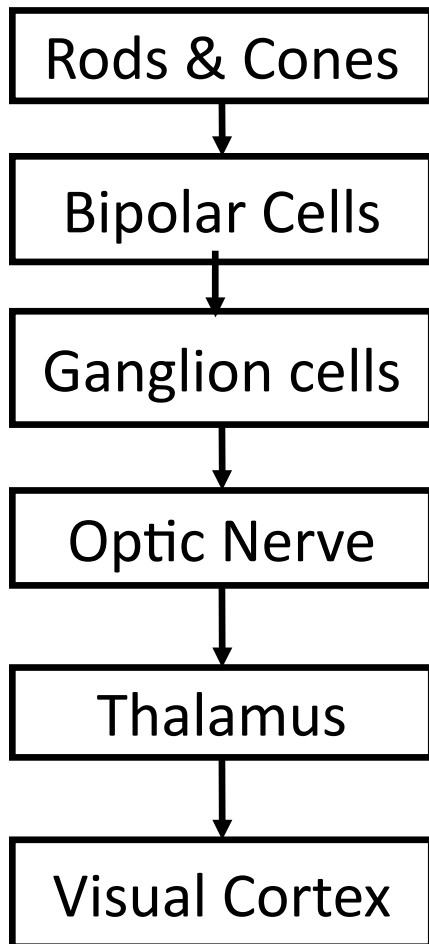 Rods & Cones
Bipolar Cells
Ganglion cells
Optic Nerve
Thalamus
Visual Cortex